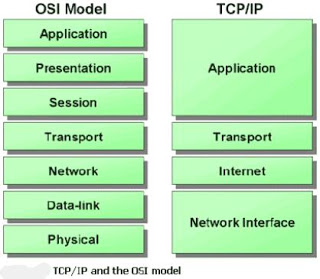 OSI Model
TCP/IP
Application
Presentation
Session
Transport
Network
Data-link
Physical
Application
Transport
Internet
Network Interface
TCP/IP and the OSI model